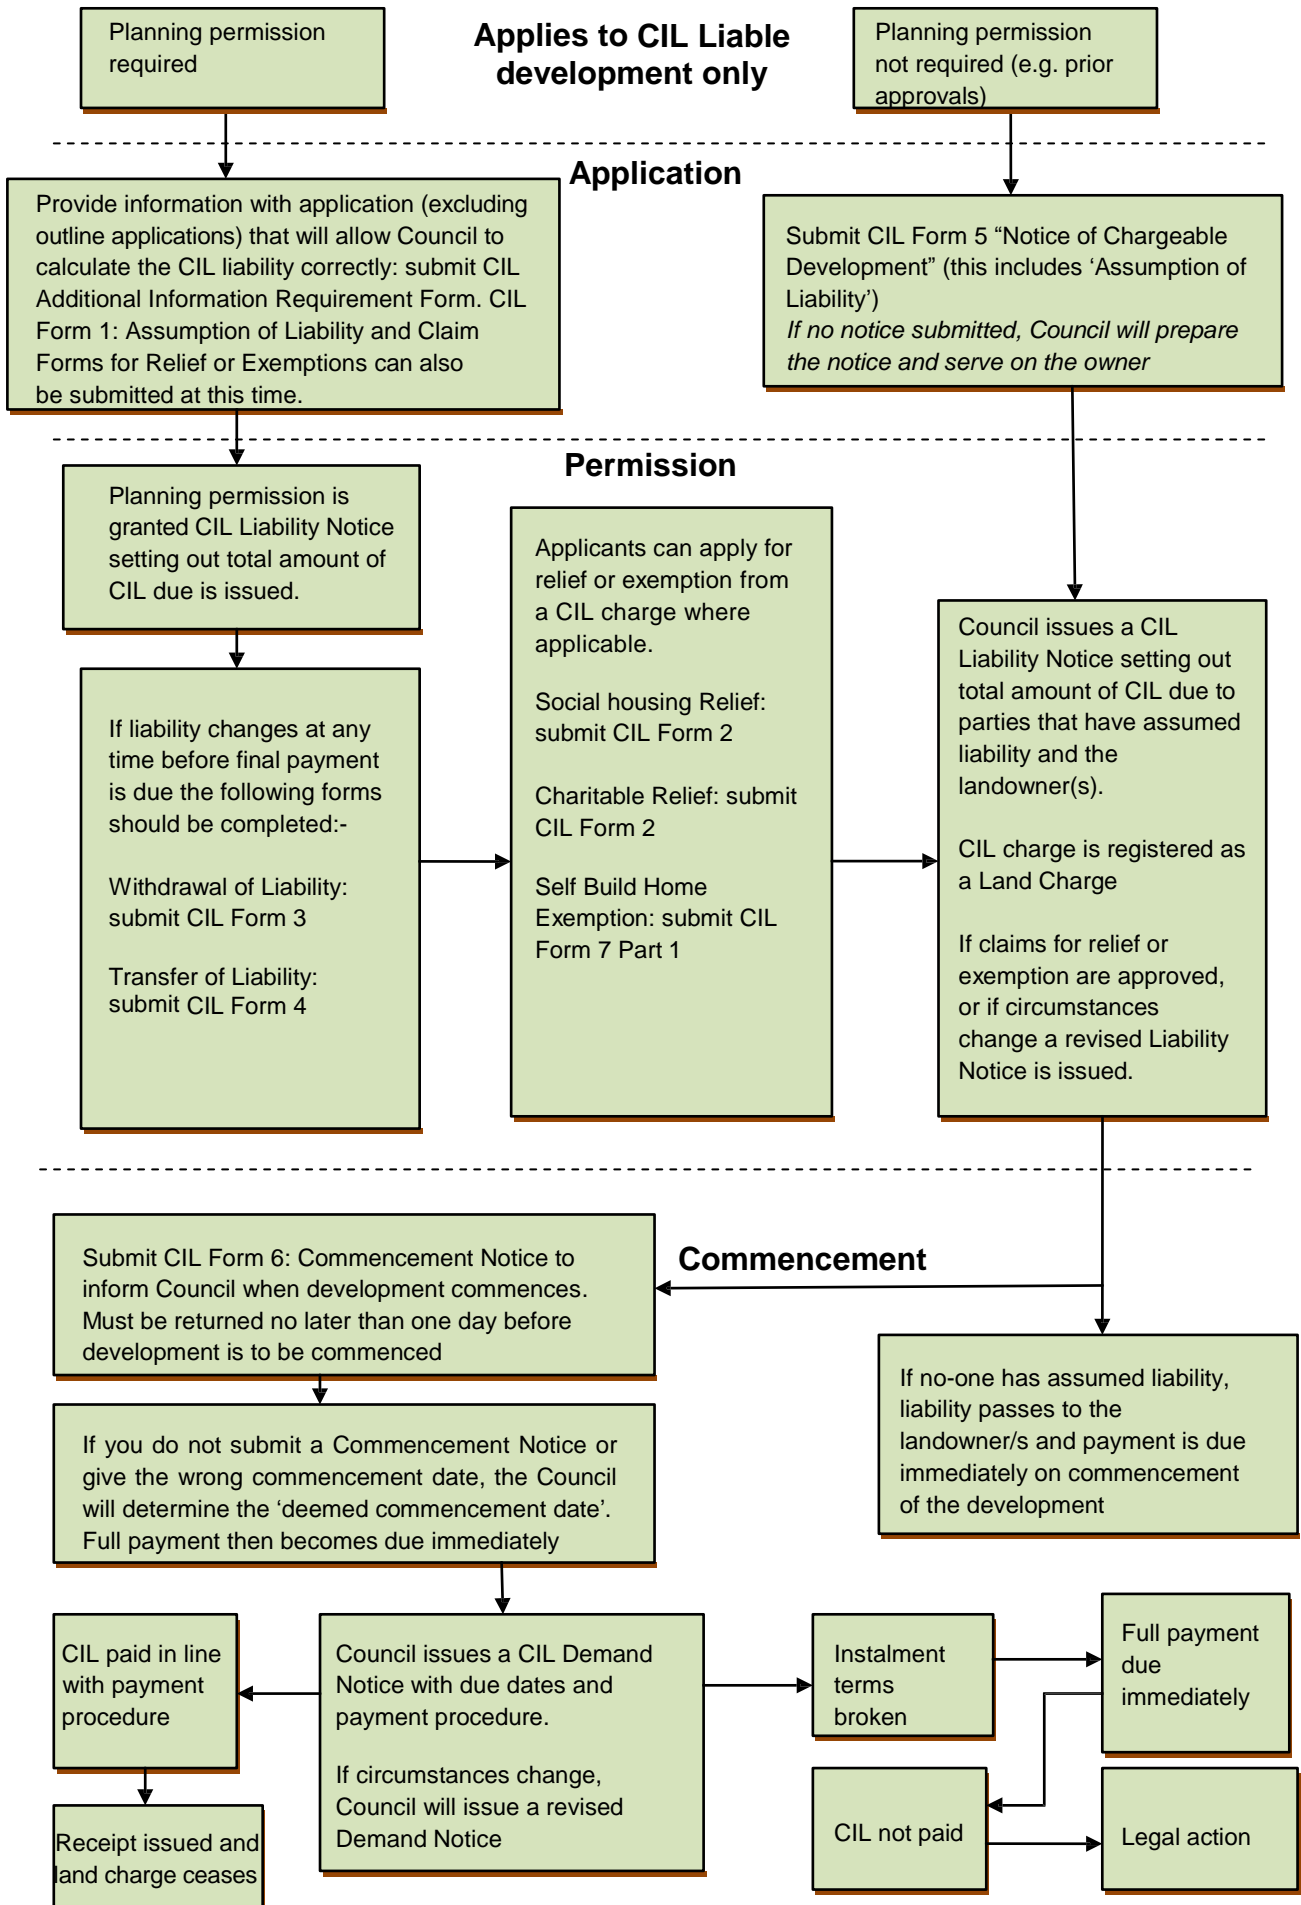 Planning permission
required
Applies to CIL Liable
development only
Planning permission
not required (e.g. prior
approvals)
Application
Provide information with application (excluding
outline applications) that will allow Council to
calculate the CIL liability correctly: submit CIL
Additional Information Requirement Form. CIL
Form 1: Assumption of Liability and Claim
Forms for Relief or Exemptions can also
be submitted at this time.
Submit CIL Form 5 “Notice of Chargeable
Development” (this includes ‘Assumption of
Liability’)
If no notice submitted, Council will prepare
the notice and serve on the owner
Permission
Planning permission is
granted CIL Liability Notice
setting out total amount of
CIL due is issued.
If liability changes at any
time before final payment
is due the following forms
should be completed:-
Withdrawal of Liability:
submit CIL Form 3
Transfer of Liability:
submit CIL Form 4
Applicants can apply for
relief or exemption from
a CIL charge where
applicable.
Social housing Relief:
submit CIL Form 2
Charitable Relief: submit
CIL Form 2
Self Build Home
Exemption: submit CIL
Form 7 Part 1
Council issues a CIL
Liability Notice setting out
total amount of CIL due to
parties that have assumed
liability and the
landowner(s).
CIL charge is registered as
a Land Charge
If claims for relief or
exemption are approved,
or if circumstances
change a revised Liability
Notice is issued.
Commencement
Submit CIL Form 6: Commencement Notice to
inform Council when development commences.
Must be returned no later than one day before
development is to be commenced
If no-one has assumed liability,
liability passes to the
landowner/s and payment is due
immediately on commencement
of the development
If you do not submit a Commencement Notice or
give the wrong commencement date, the Council
will determine the ‘deemed commencement date’.
Full payment then becomes due immediately
CIL paid in line
with payment
procedure
Council issues a CIL Demand
Notice with due dates and
payment procedure.
If circumstances change,
Council will issue a revised
Demand Notice
Instalment
terms
broken
Full payment
due
immediately
Receipt issued and
land charge ceases
CIL not paid
Legal action